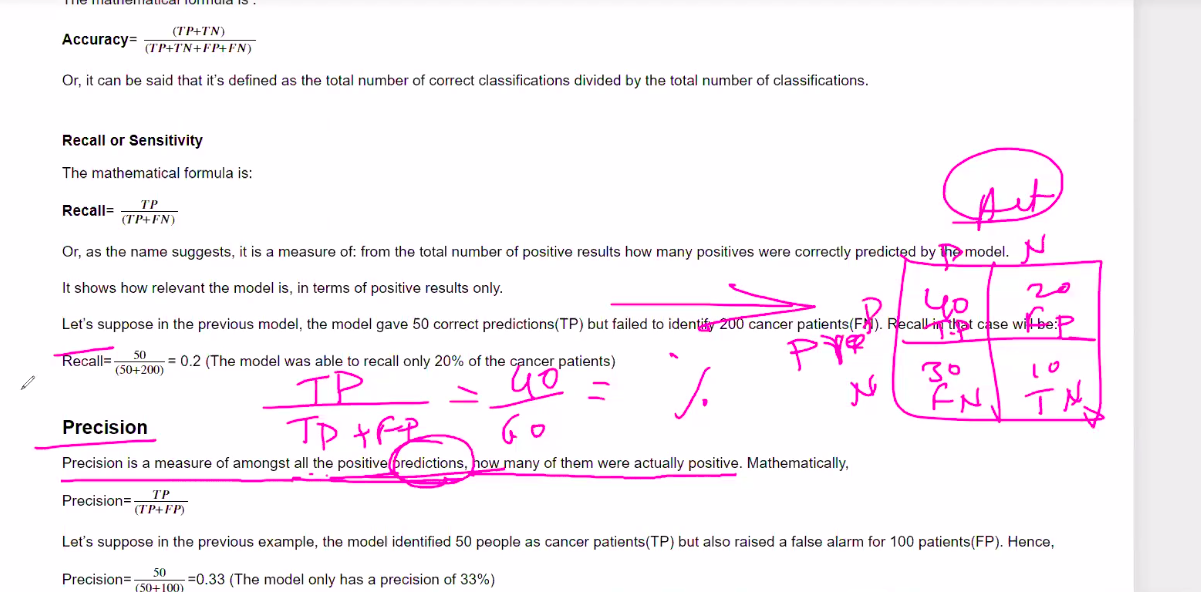 The mathematical formula is :
Accuracy= (TP+TN)
(TP+TN+FP+FN)
Or, it can be said that it's defined as the total number of correct classifications divided by the total number of classifications.
Recall or Sensitivity
The mathematical formula is:
Recall= TP
(TP+FN)
Act
Or, as the name suggests, it is a measure of: from the total number of positive results how many positives were correctly predicted by the model.
P N
It shows how relevant the model is, in terms of positive results only.
P 40 20
Let's suppose in the previous model, the model gave 50 correct predictions(TP) but failed to identify 200 cancer patients(FN). Recall in that case will be:
TP FP
Recall= 50
(50+200) = 0.2 (The model was able to recall only 20% of the cancer patients)
N 30 10
FN TN
TP = 40 = %
TP+FP 60
Precision
Precision is a measure of amongst all the positive predictions, how many of them were actually positive. Mathematically,
Precision= TP
(TP+FP)
Let's suppose in the previous example, the model identified 50 people as cancer patients(TP) but also raised a false alarm for 100 patients(FP). Hence,
Precision= 50
(50+100) =0.33 (The model only has a precision of 33%)